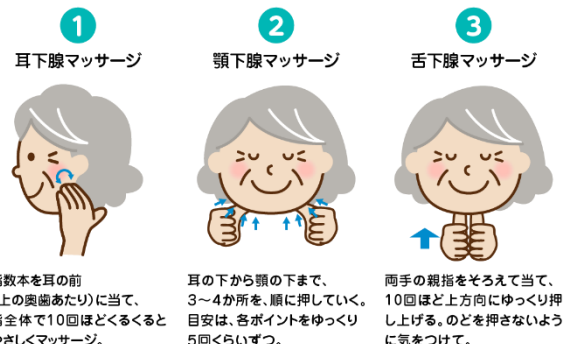 1
耳下腺マッサージ
指数本を耳の前
(上の奥歯あたり)に当て、
指全体で10回ほどくるくると
やさしくマッサージ。
2
顎下腺マッサージ
耳の下から顎の下まで、
3〜4か所を、順に押していく。
目安は、各ポイントをゆっくり
5回くらいずつ。
3
舌下腺マッサージ
両手の親指をそろえて当て、
10回ほど上方向にゆっくり押
し上げる。のどを押さないよう
に気をつけて。